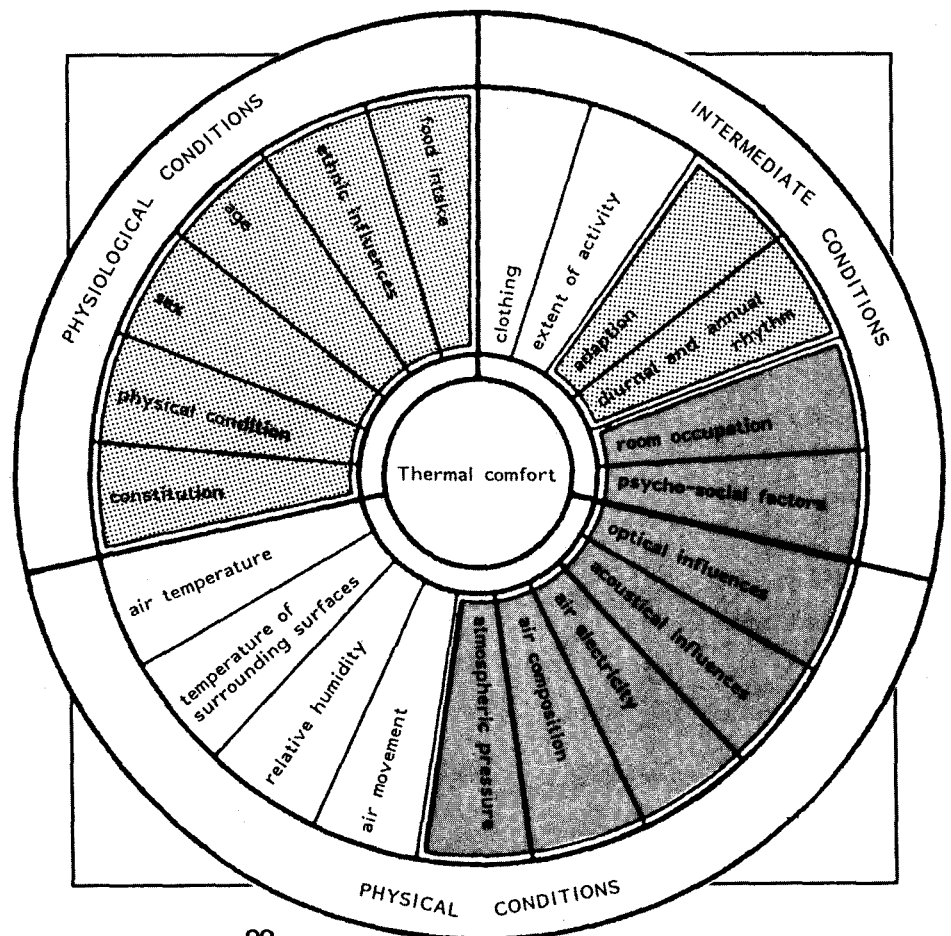 PHYSIOLOGICAL CONDITIONS
INTERMEDIATE CONDITIONS
PHYSICAL CONDITIONS
Thermal comfort
clothing
extent of activity
adaption
diurnal and annual
rhythm
room occupation
psycho-social factors
optical influences
acoustical influences
air electricity
air composition
atmospheric pressure
air movement
relative humidity
temperature of
surrounding surfaces
air temperature
constitution
physical condition
sex
age
ethnic influences
food intake